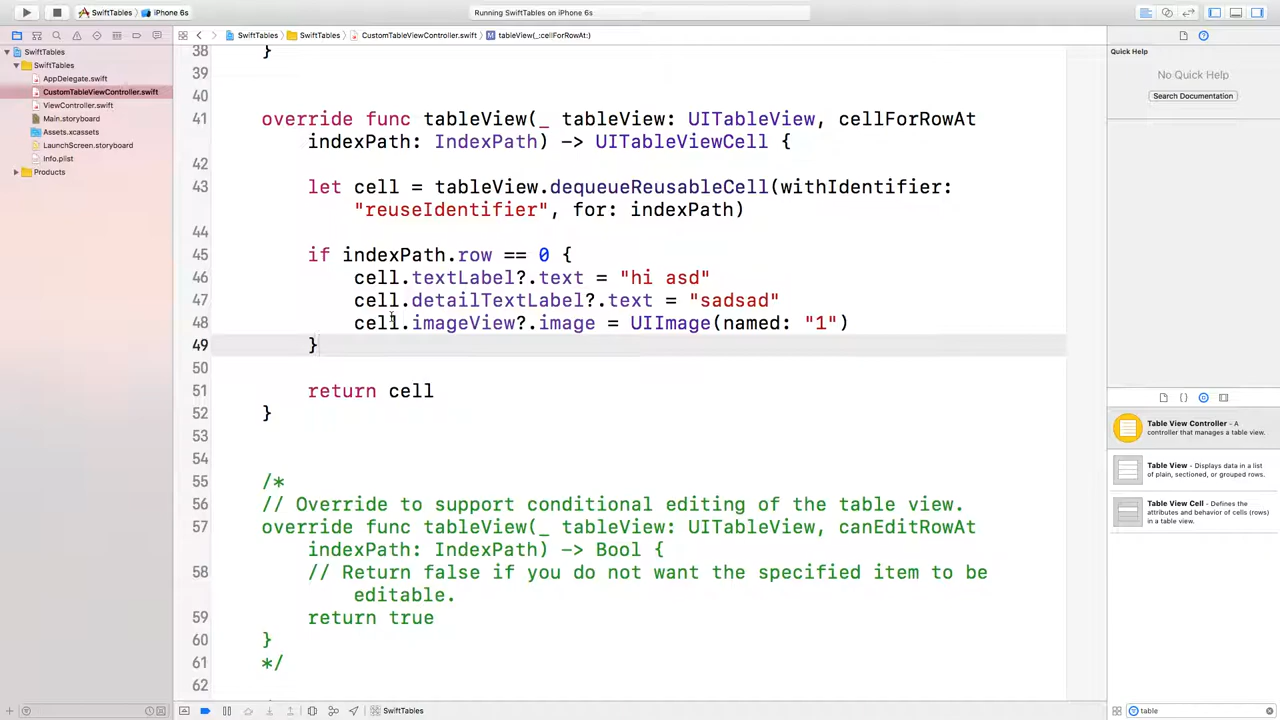 SwiftTables
iPhone 6s
Running SwiftTables on iPhone 6s
SwiftTables
SwiftTables
CustomTableViewController.swift
tableView(_:cellForRowAt:)
SwiftTables
SwiftTables
AppDelegate.swift
CustomTableViewController.swift
ViewController.swift
Main.storyboard
Assets.xcassets
LaunchScreen.storyboard
Info.plist
Products
38 }
39
40
41 override func tableView(_ tableView: UITableView, cellForRowAt
indexPath: IndexPath) -> UITableViewCell {
42
43 let cell = tableView.dequeueReusableCell(withIdentifier:
"reuseIdentifier", for: indexPath)
44
45 if indexPath.row == 0 {
46 cell.textLabel?.text = "hi asd"
47 cell.detailTextLabel?.text = "sadsad"
48 cell.imageView?.image = UIImage(named: "1")
49 }
50
51 return cell
52 }
53
54
55 /*
56 // Override to support conditional editing of the table view.
57 override func tableView(_ tableView: UITableView, canEditRowAt
indexPath: IndexPath) -> Bool {
58 // Return false if you do not want the specified item to be
editable.
59 return true
60 }
61 */
62
SwiftTables
Quick Help
No Quick Help
Search Documentation
Table View Controller - A
controller that manages a table view.
Table View - Displays data in a list
of plain, sectioned, or grouped rows.
Table View Cell - Defines the
attributes and behavior of cells (rows)
in a table view.
table